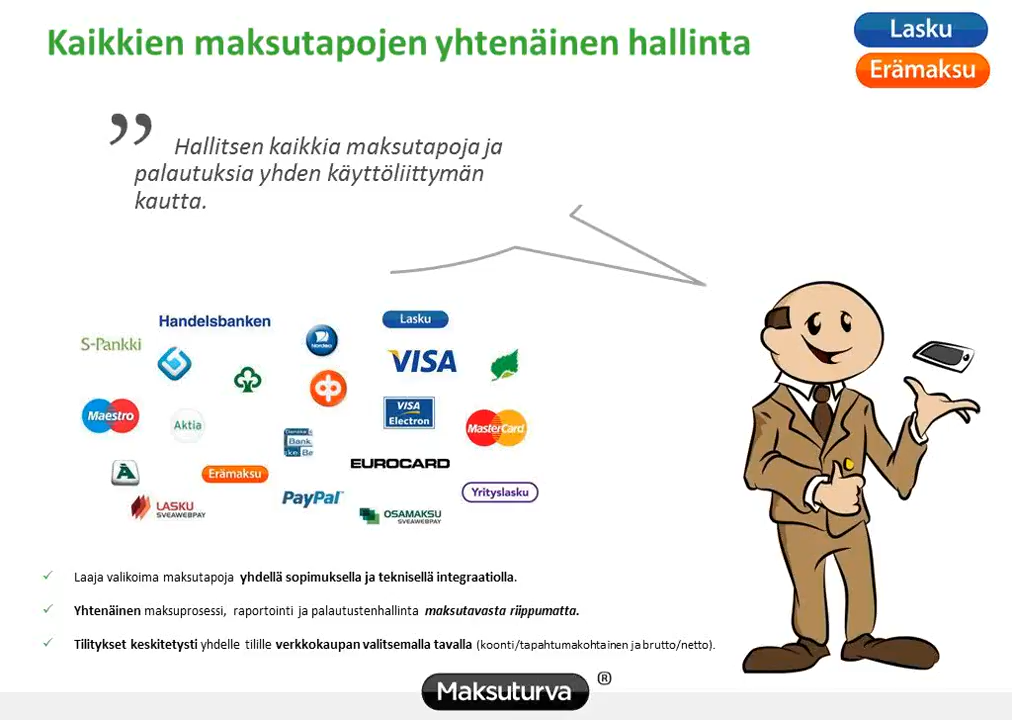 Kaikkien maksutapojen yhtenäinen hallinta
Lasku
Erämaksu
” Hallitsen kaikkia maksutapoja ja
palautuksia yhden käyttöliittymän
kautta.
Handelsbanken
Lasku
S-Pankki
Nordea
VISA
Maestro
Aktia
VISA
Electron
MasterCard
Bank
EUROCARD
Erämaksu
PayPal
Yrityslasku
LASKU
SVEAWEBPAY
OSAMAKSU
SVEAWEBPAY
✓ Laaja valikoima maksutapoja yhdellä sopimuksella ja teknisellä integraatiolla.
✓ Yhtenäinen maksuprosessi, raportointi ja palautustenhallinta maksutavasta riippumatta.
✓ Tilitykset keskitetysti yhdelle tilille verkkokaupan valitsemalla tavalla (koonti/tapahtumakohtainen ja brutto/netto).
Maksuturva ®